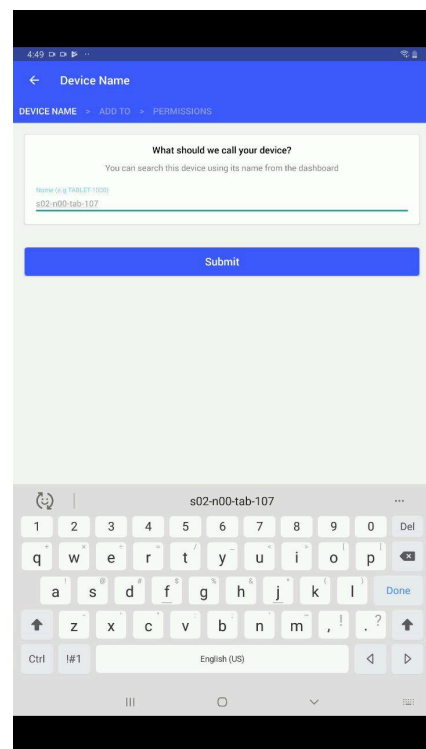 4:49
Device Name
DEVICE NAME > ADD TO > PERMISSIONS
What should we call your device?
You can search this device using its name from the dashboard
Name (e.g TABLET-1000)
s02-n00-tab-107
Submit
s02-n00-tab-107
1 2 3 4 5 6 7 8 9 0 Del
q w e r t y u i o p
a s d f g h j k l Done
z x c v b n m , ! . ?
Ctrl !#1 English (US)